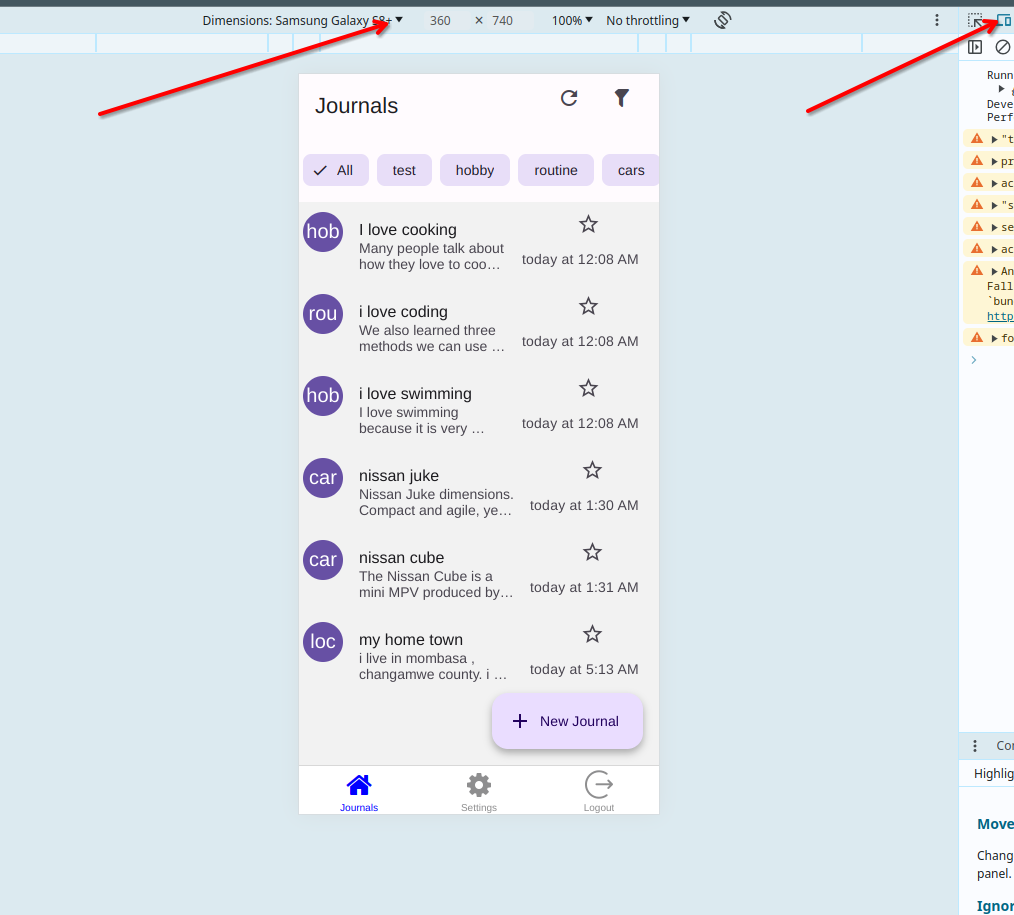 Dimensions: Samsung Galaxy S8+ 360 × 740 100% No throttling
Journals
All test hobby routine cars
hob
I love cooking
Many people talk about
how they love to coo…
today at 12:08 AM
rou
i love coding
We also learned three
methods we can use …
today at 12:08 AM
hob
i love swimming
I love swimming
because it is very …
today at 12:08 AM
car
nissan juke
Nissan Juke dimensions.
Compact and agile, ye…
today at 1:30 AM
car
nissan cube
The Nissan Cube is a
mini MPV produced by…
today at 1:31 AM
loc
my home town
i live in mombasa ,
changamwe county. i …
today at 5:13 AM
New Journal
Journals Settings Logout
Runn
Deve
Perf
"t
pr
ac
"s
se
ac
An
Fall
`bun
http
fo
Co
Highlig
Move
Chang
panel.
Ignor